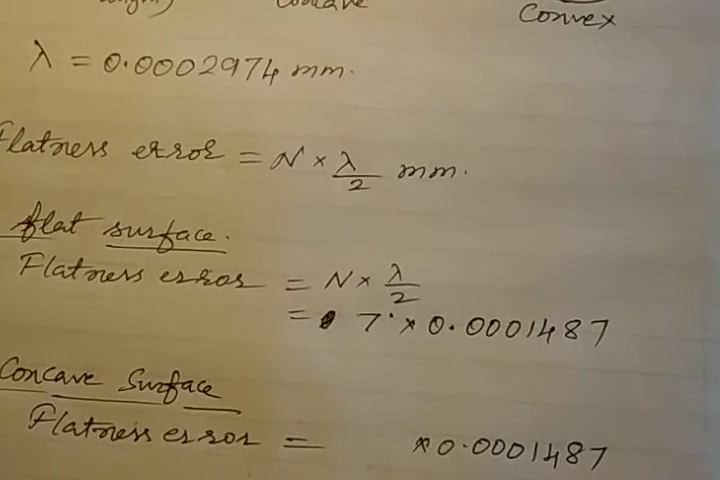 Concave
Convex
λ = 0.0002974 mm.
Flatness error = N × λ/2 mm.
flat surface.
Flatness error = N × λ/2
= 7 × 0.0001487
Concave Surface
Flatness error = × 0.0001487